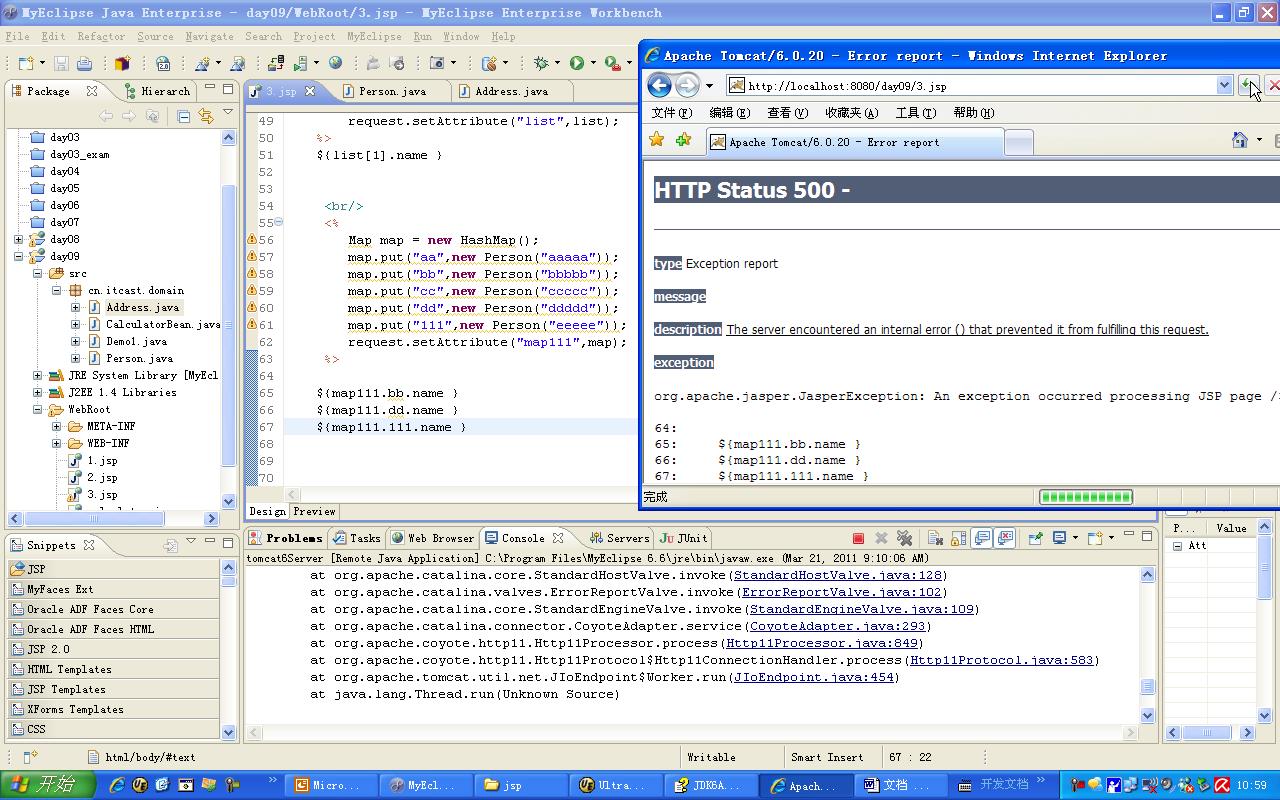 MyEclipse Java Enterprise - day09/WebRoot/3.jsp - MyEclipse Enterprise Workbench
File Edit Refactor Source Navigate Search Project MyEclipse Run Window Help
Package
Hierarch
day03
day03_exam
day04
day05
day06
day07
day08
day09
src
cn.itcast.domain
Address.java
CalculatorBean.java
Demo1.java
Person.java
JRE System Library [MyEcl
J2EE 1.4 Libraries
WebRoot
META-INF
WEB-INF
1.jsp
2.jsp
3.jsp
3.jsp
Person.java
Address.java
49 request.setAttribute("list",list);
50 %>
51 ${list[1].name }
52
53
54 <br/>
55 <%
56 Map map = new HashMap();
57 map.put("aa",new Person("aaaaa"));
58 map.put("bb",new Person("bbbbb"));
59 map.put("cc",new Person("ccccc"));
60 map.put("dd",new Person("ddddd"));
61 map.put("111",new Person("eeeee"));
62 request.setAttribute("map111",map);
63 %>
64
65 ${map111.bb.name }
66 ${map111.dd.name }
67 ${map111.111.name }
68
69
70
Design Preview
Apache Tomcat/6.0.20 - Error report - Windows Internet Explorer
http://localhost:8080/day09/3.jsp
文件(F) 编辑(E) 查看(V) 收藏夹(A) 工具(T) 帮助(H)
Apache Tomcat/6.0.20 - Error report
HTTP Status 500 -
type Exception report
message
description The server encountered an internal error () that prevented it from fulfilling this request.
exception
org.apache.jasper.JasperException: An exception occurred processing JSP page /
64:
65: ${map111.bb.name }
66: ${map111.dd.name }
67: ${map111.111.name }
完成
Snippets
JSP
MyFaces Ext
Oracle ADF Faces Core
Oracle ADF Faces HTML
JSP 2.0
HTML Templates
JSP Templates
XForms Templates
CSS
Problems Tasks Web Browser Console Servers JUnit
tomcat6Server [Remote Java Application] C:\Program Files\MyEclipse 6.6\jre\bin\javaw.exe (Mar 21, 2011 9:10:06 AM)
at org.apache.catalina.core.StandardHostValve.invoke(StandardHostValve.java:128)
at org.apache.catalina.valves.ErrorReportValve.invoke(ErrorReportValve.java:102)
at org.apache.catalina.core.StandardEngineValve.invoke(StandardEngineValve.java:109)
at org.apache.catalina.connector.CoyoteAdapter.service(CoyoteAdapter.java:293)
at org.apache.coyote.http11.Http11Processor.process(Http11Processor.java:849)
at org.apache.coyote.http11.Http11Protocol$Http11ConnectionHandler.process(Http11Protocol.java:583)
at org.apache.tomcat.util.net.JIoEndpoint$Worker.run(JIoEndpoint.java:454)
at java.lang.Thread.run(Unknown Source)
P... Value
Att
html/body/#text
Writable
Smart Insert
67 : 22
开始
Micro...
MyEcl...
jsp
Ultra...
JDK6A...
Apach...
文档 ...
开发文档
10:59